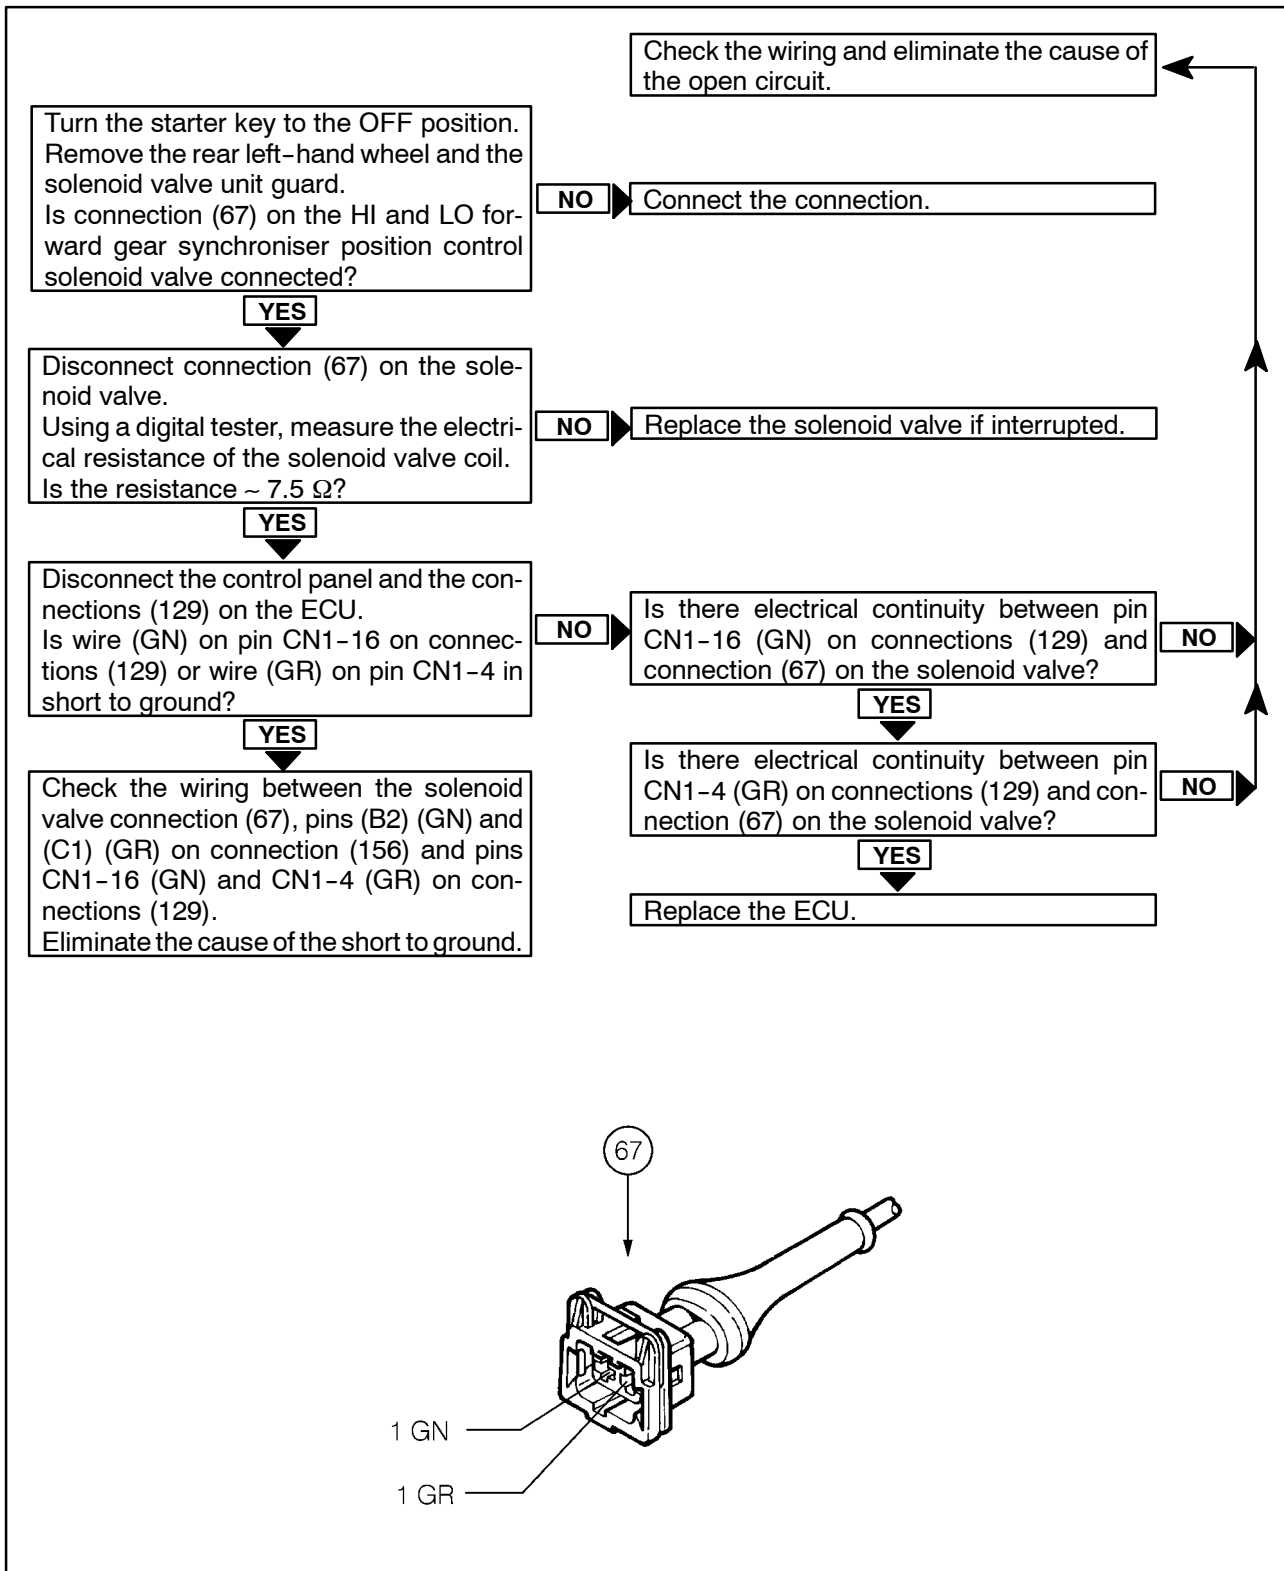 Check the wiring and eliminate the cause of
the open circuit.
Turn the starter key to the OFF position.
Remove the rear left-hand wheel and the
solenoid valve unit guard.
Is connection (67) on the HI and LO for-
ward gear synchroniser position control
solenoid valve connected?
NO
Connect the connection.
YES
Disconnect connection (67) on the sole-
noid valve.
Using a digital tester, measure the electri-
cal resistance of the solenoid valve coil.
Is the resistance ~ 7.5 Ω?
NO
Replace the solenoid valve if interrupted.
YES
Disconnect the control panel and the con-
nections (129) on the ECU.
Is wire (GN) on pin CN1-16 on connec-
tions (129) or wire (GR) on pin CN1-4 in
short to ground?
NO
Is there electrical continuity between pin
CN1-16 (GN) on connections (129) and
connection (67) on the solenoid valve?
NO
YES
YES
Check the wiring between the solenoid
valve connection (67), pins (B2) (GN) and
(C1) (GR) on connection (156) and pins
CN1-16 (GN) and CN1-4 (GR) on con-
nections (129).
Eliminate the cause of the short to ground.
Is there electrical continuity between pin
CN1-4 (GR) on connections (129) and con-
nection (67) on the solenoid valve?
NO
YES
Replace the ECU.
67
1 GN
1 GR